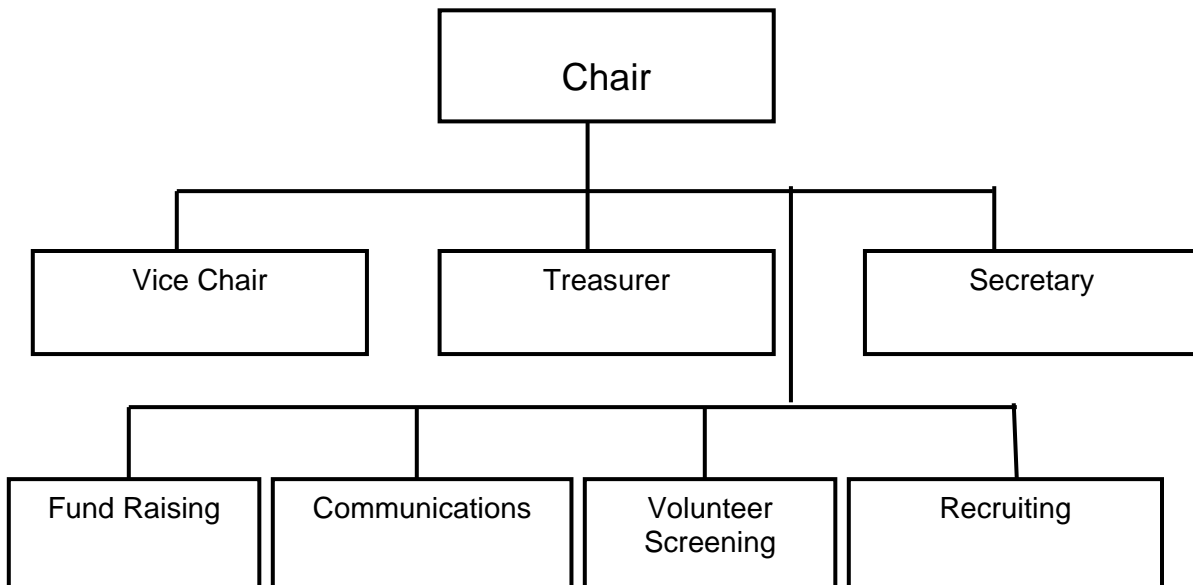 Chair
Vice Chair
Treasurer
Secretary
Fund Raising
Communications
Volunteer
Screening
Recruiting